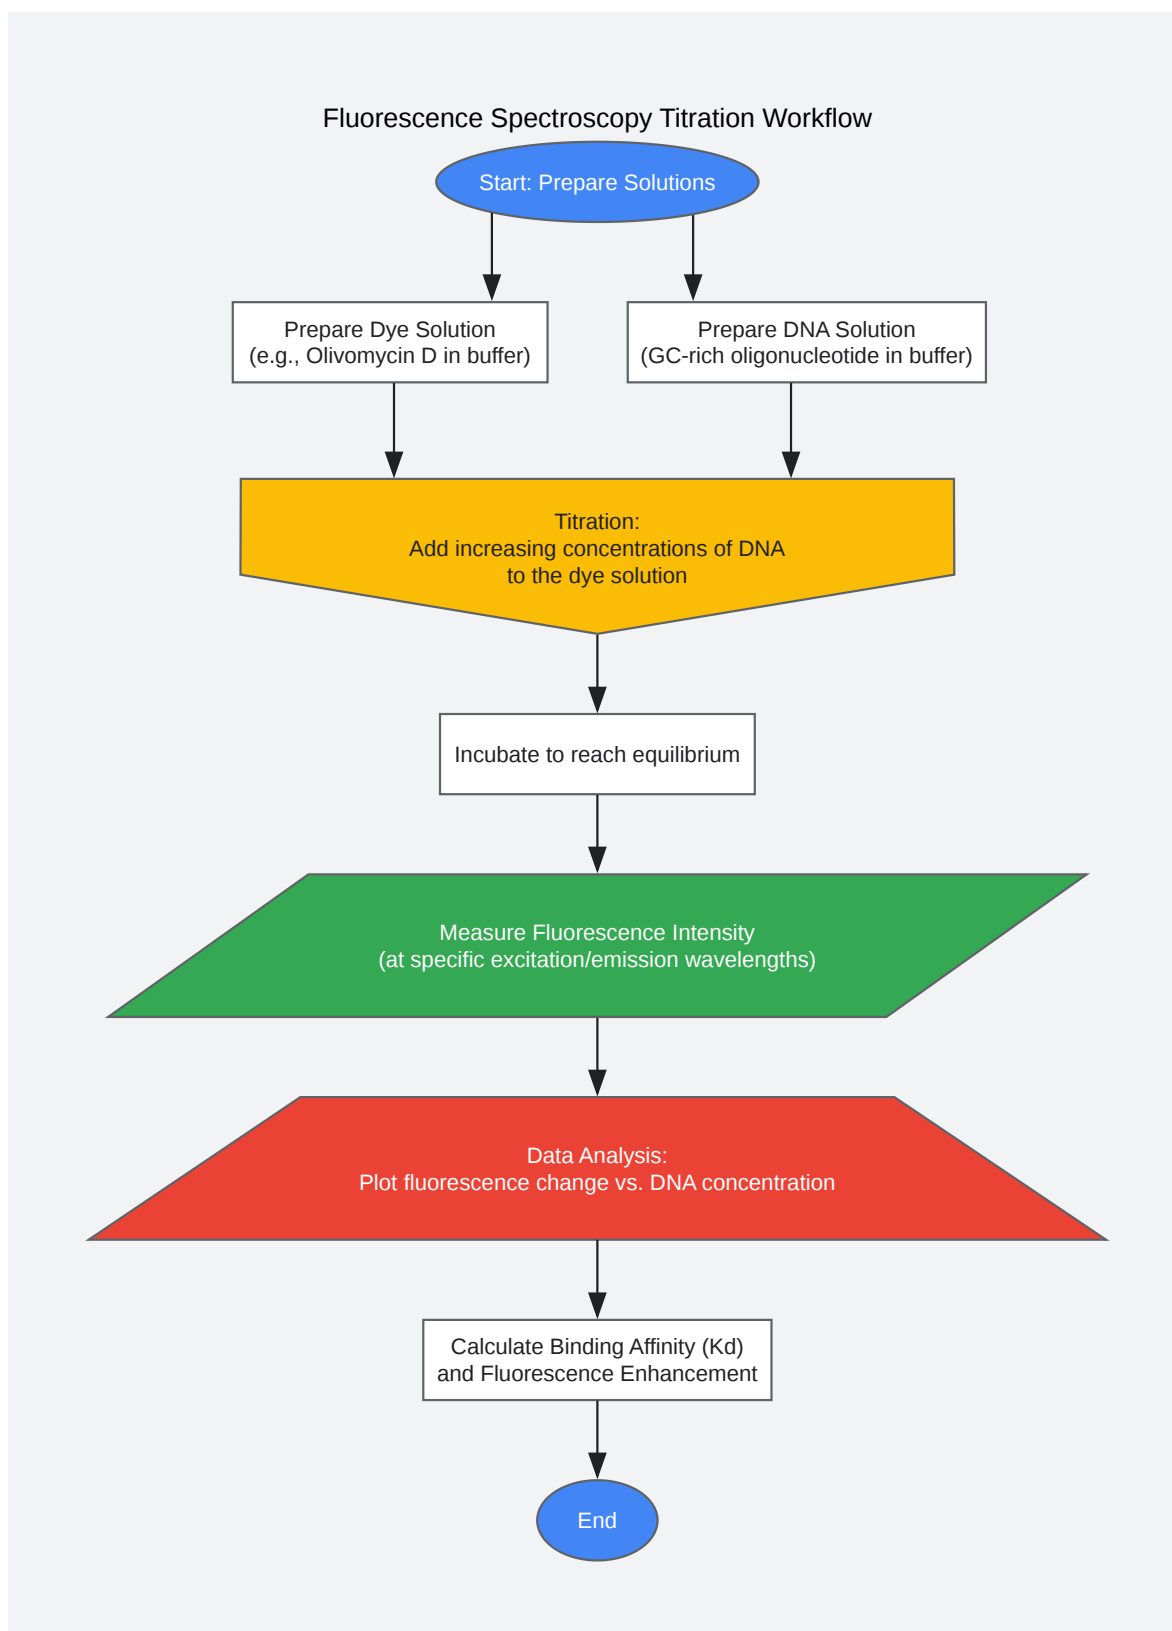 Fluorescence Spectroscopy Titration Workflow
Start: Prepare Solutions
Prepare Dye Solution
(e.g., Olivomycin D in buffer)
Prepare DNA Solution
(GC-rich oligonucleotide in buffer)
Titration:
Add increasing concentrations of DNA
to the dye solution
Incubate to reach equilibrium
Measure Fluorescence Intensity
(at specific excitation/emission wavelengths)
Data Analysis:
Plot fluorescence change vs. DNA concentration
Calculate Binding Affinity (Kd)
and Fluorescence Enhancement
End